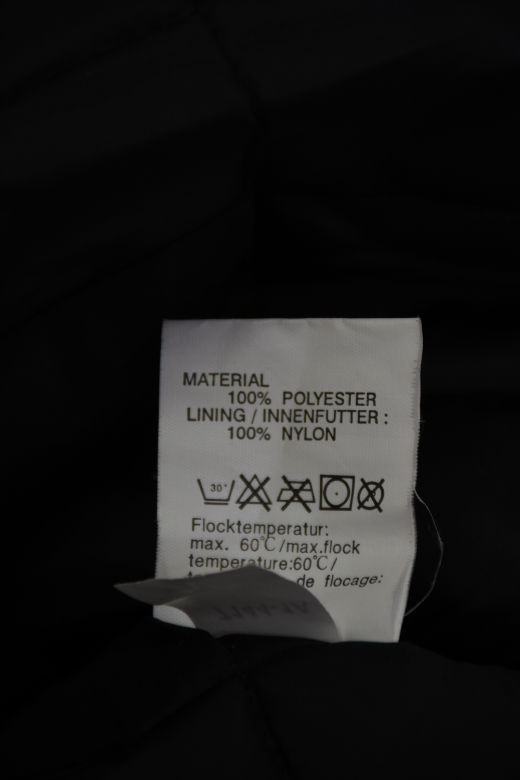 MATERIAL
100% POLYESTER
LINING / INNENFUTTER :
100% NYLON
30°
Flocktemperatur:
max. 60℃/max.flock
temperature:60℃/
de flocage: